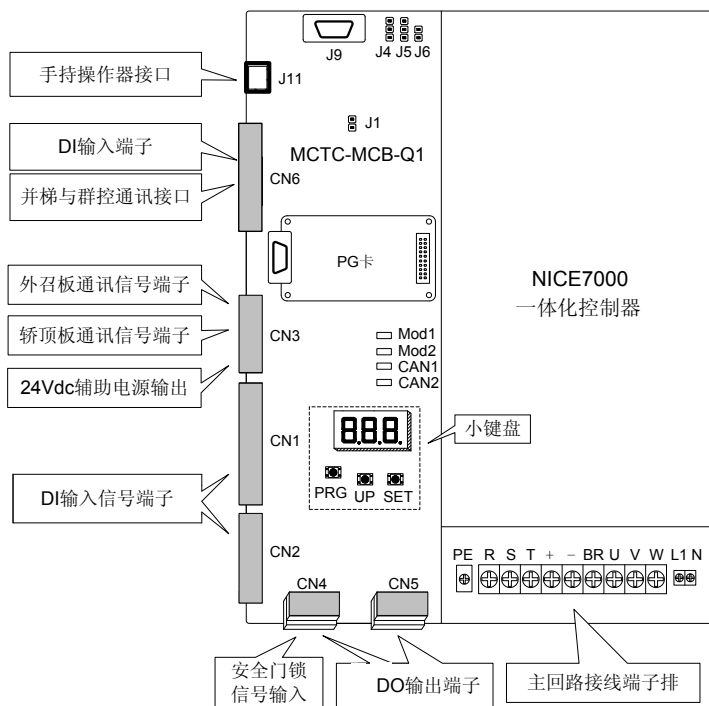 J9
J4 J5 J6
手持操作器接口
J11
J1
DI输入端子
MCTC-MCB-Q1
CN6
并梯与群控通讯接口
PG卡
外召板通讯信号端子
NICE7000
一体化控制器
轿顶板通讯信号端子
CN3
Mod1
Mod2
CAN1
CAN2
24Vdc辅助电源输出
8.8.8.
小键盘
CN1
PRG UP SET
DI输入信号端子
CN2
PE R S T + － BR U V W L1 N
CN4
CN5
安全门锁
信号输入
DO输出端子
主回路接线端子排